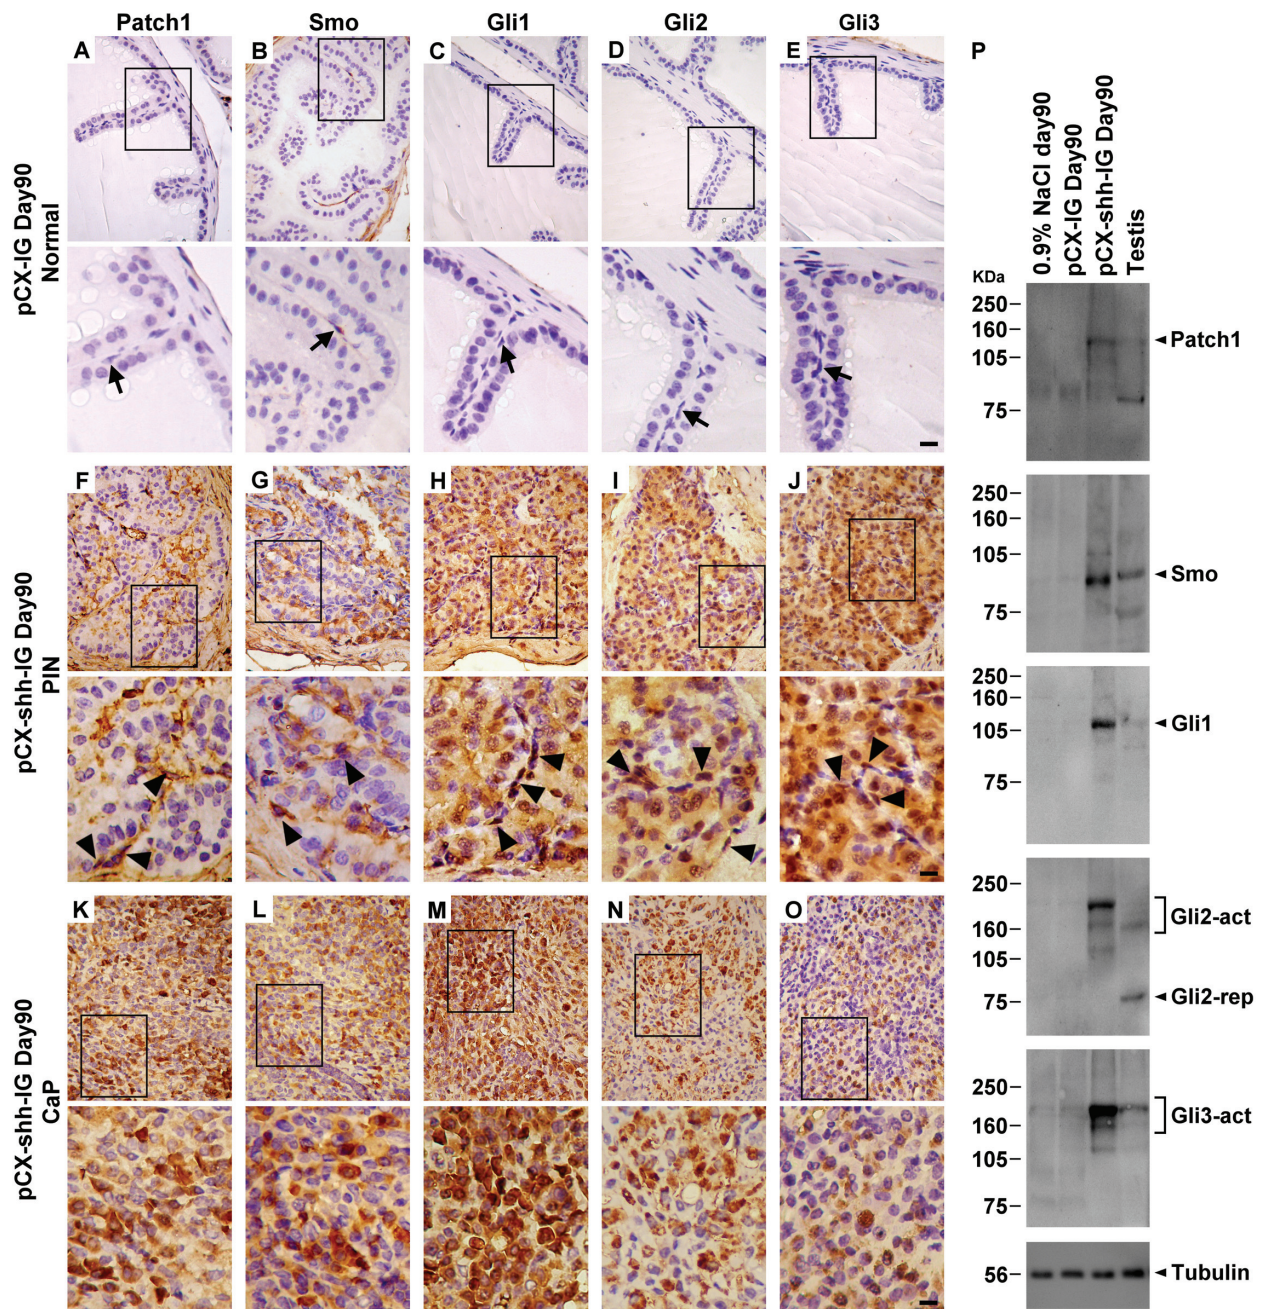 Patch1 Smo Gli1 Gli2 Gli3
A B C D E P
pCX-IG Day90
Normal
F G H I J
pCX-shh-IG Day90
PIN
K L M N O
pCX-shh-IG Day90
CaP
0.9% NaCl day90
pCX-IG Day90
pCX-shh-IG Day90
Testis
KDa
250
160
105
75
Patch1
250
160
105
75
Smo
250
160
105
75
Gli1
250
160
105
75
Gli2-act
Gli2-rep
250
160
105
75
Gli3-act
56
Tubulin